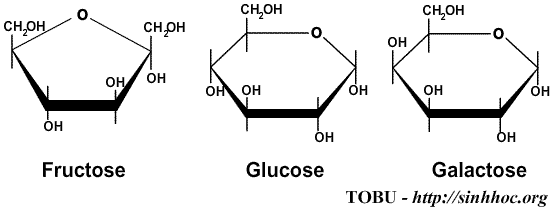 CH2OH O CH2OH
OH
OH
OH
Fructose
CH2OH
O
OH OH OH
OH
Glucose
CH2OH
O
OH
OH OH
OH
Galactose
TOBU - http://sinhhoc.org